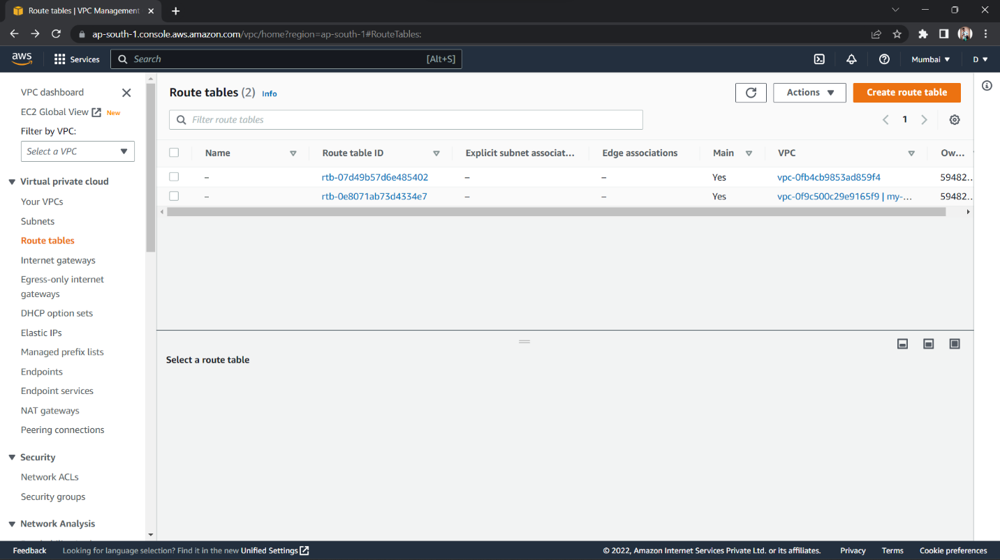 Route tables | VPC Management
ap-south-1.console.aws.amazon.com/vpc/home?region=ap-south-1#RouteTables:
aws
Services
Search
[Alt+S]
Mumbai
D
VPC dashboard
EC2 Global View New
Filter by VPC:
Select a VPC
Virtual private cloud
Your VPCs
Subnets
Route tables
Internet gateways
Egress-only internet
gateways
DHCP option sets
Elastic IPs
Managed prefix lists
Endpoints
Endpoint services
NAT gateways
Peering connections
Security
Network ACLs
Security groups
Network Analysis
Route tables (2) Info
Actions
Create route table
Filter route tables
1
Name Route table ID Explicit subnet associat... Edge associations Main VPC Ow...
– rtb-07d49b57d6e485402 – – Yes vpc-0fb4cb9853ad859f4 59482...
– rtb-0e8071ab73d4334e7 – – Yes vpc-0f9c500c29e9165f9 | my-... 59482...
Select a route table
Feedback Looking for language selection? Find it in the new Unified Settings © 2022, Amazon Internet Services Private Ltd. or its affiliates. Privacy Terms Cookie preferences